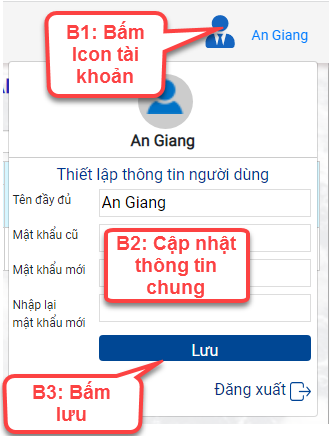 B1: Bấm
Icon tài
khoản
An Giang
An Giang
Thiết lập thông tin người dùng
Tên đầy đủ
An Giang
Mật khẩu cũ
Mật khẩu mới
B2: Cập nhật
thông tin
chung
Nhập lại
mật khẩu mới
Lưu
B3: Bấm
lưu
Đăng xuất